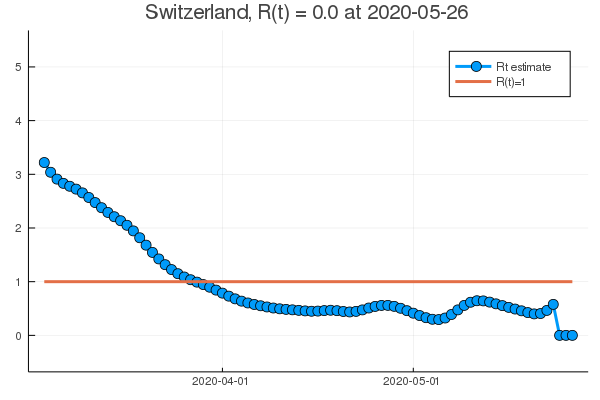 Switzerland, R(t) = 0.0 at 2020-05-26
5
Rt estimate
R(t)=1
4
3
2
1
0
2020-04-01
2020-05-01